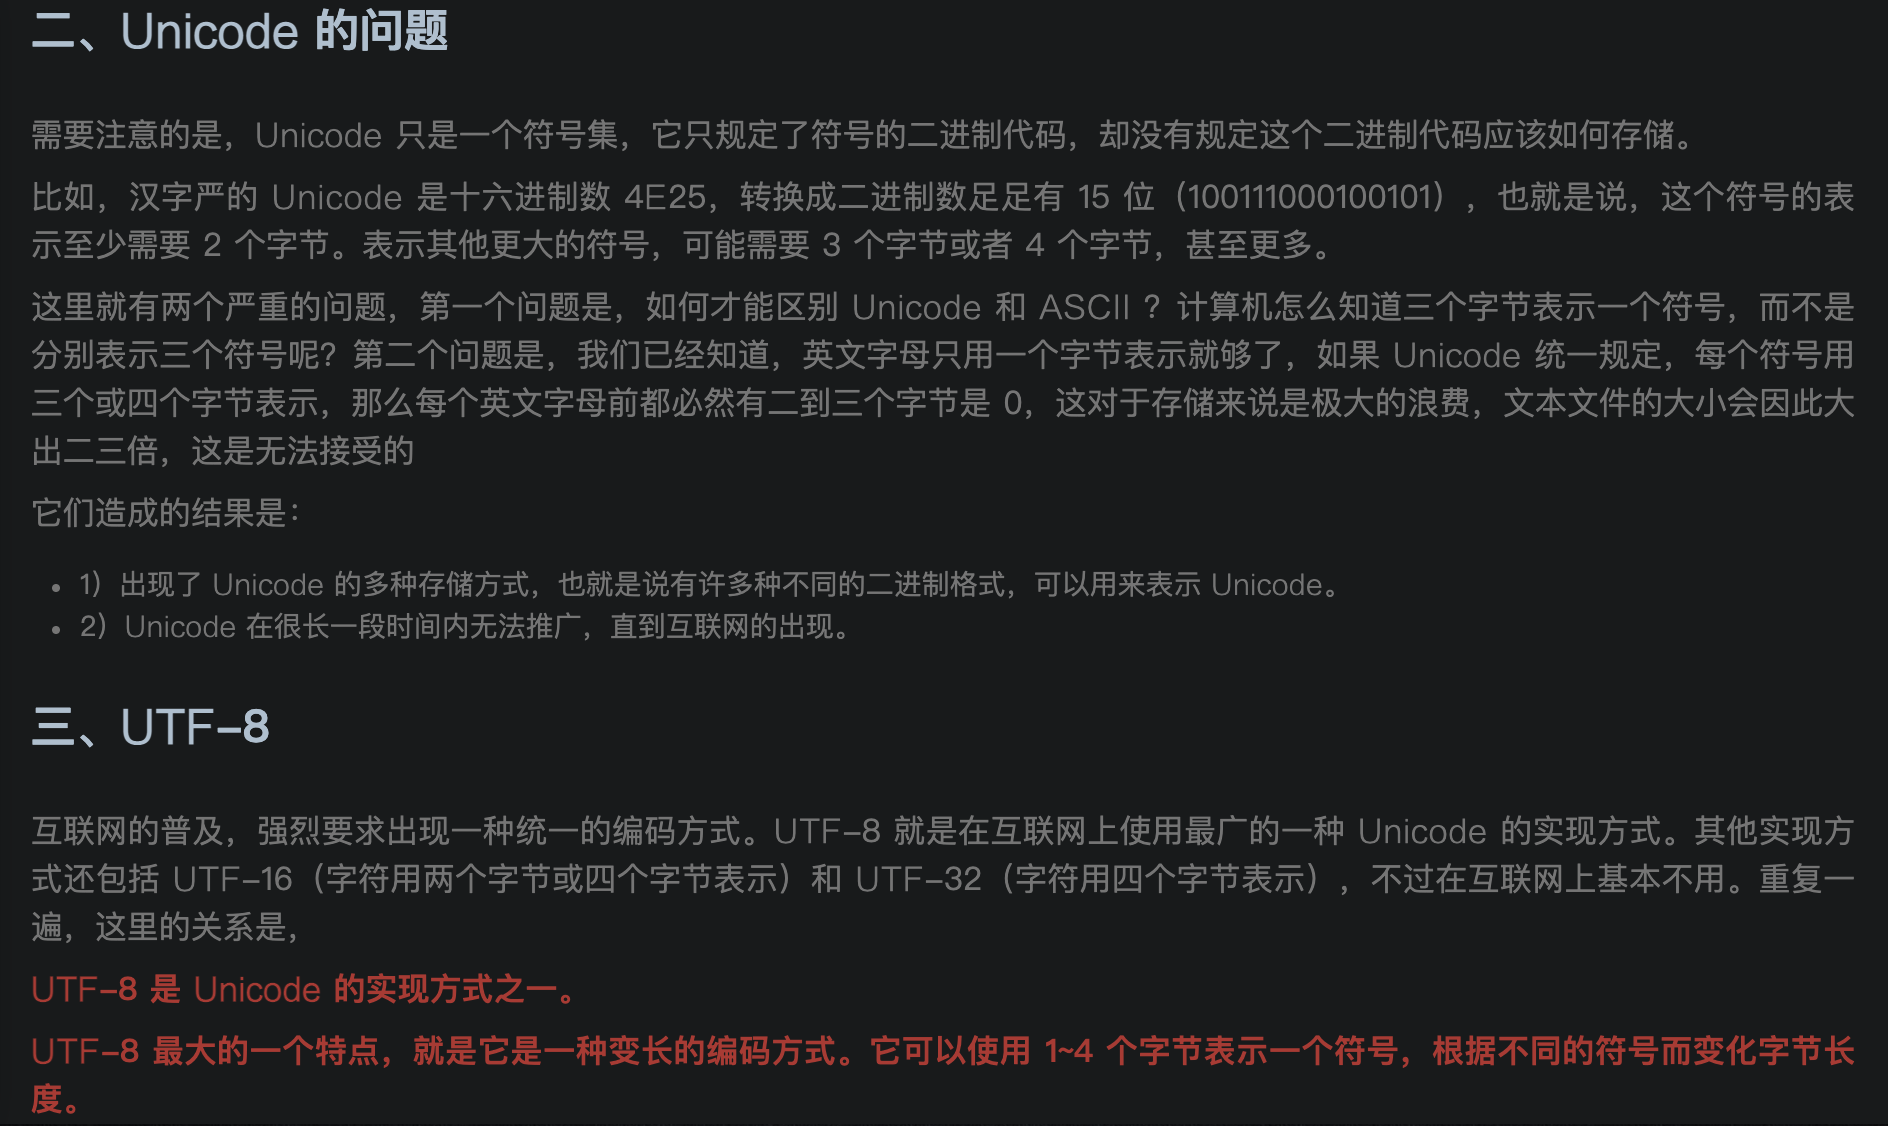 二、Unicode 的问题
需要注意的是，Unicode 只是一个符号集，它只规定了符号的二进制代码，却没有规定这个二进制代码应该如何存储。
比如，汉字严的 Unicode 是十六进制数 4E25，转换成二进制数足足有 15 位（100111000100101），也就是说，这个符号的表
示至少需要 2 个字节。表示其他更大的符号，可能需要 3 个字节或者 4 个字节，甚至更多。
这里就有两个严重的问题，第一个问题是，如何才能区别 Unicode 和 ASCII ？计算机怎么知道三个字节表示一个符号，而不是
分别表示三个符号呢？第二个问题是，我们已经知道，英文字母只用一个字节表示就够了，如果 Unicode 统一规定，每个符号用
三个或四个字节表示，那么每个英文字母前都必然有二到三个字节是 0，这对于存储来说是极大的浪费，文本文件的大小会因此大
出二三倍，这是无法接受的
它们造成的结果是：
• 1）出现了 Unicode 的多种存储方式，也就是说有许多种不同的二进制格式，可以用来表示 Unicode。
• 2）Unicode 在很长一段时间内无法推广，直到互联网的出现。
三、UTF-8
互联网的普及，强烈要求出现一种统一的编码方式。UTF-8 就是在互联网上使用最广的一种 Unicode 的实现方式。其他实现方
式还包括 UTF-16（字符用两个字节或四个字节表示）和 UTF-32（字符用四个字节表示），不过在互联网上基本不用。重复一
遍，这里的关系是，
UTF-8 是 Unicode 的实现方式之一。
UTF-8 最大的一个特点，就是它是一种变长的编码方式。它可以使用 1~4 个字节表示一个符号，根据不同的符号而变化字节长
度。